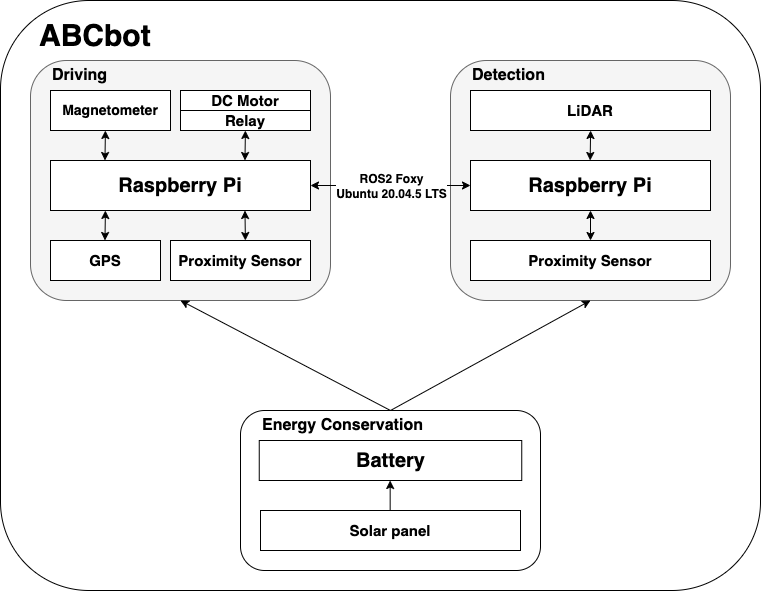 ABCbot
Driving
Magnetometer
DC Motor
Relay
Raspberry Pi
GPS
Proximity Sensor
ROS2 Foxy
Ubuntu 20.04.5 LTS
Detection
LiDAR
Raspberry Pi
Proximity Sensor
Energy Conservation
Battery
Solar panel